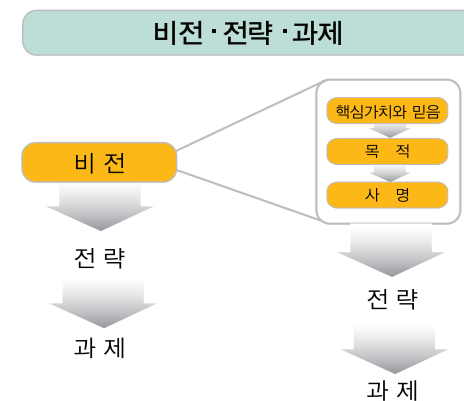 비전·전략·과제
비 전
전 략
과 제
핵심가치와 믿음
목 적
사 명
전 략
과 제